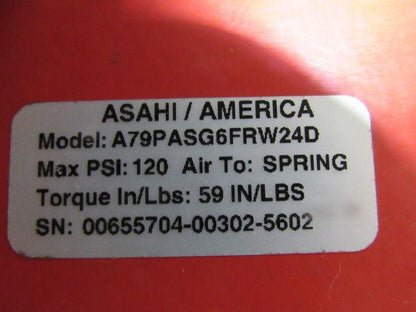 ASAHI / AMERICA
Model: A79PASG6FRW24D
Max PSI: 120 Air To: SPRING
Torque In/Lbs: 59 IN/LBS
SN: 00655704-00302-5602